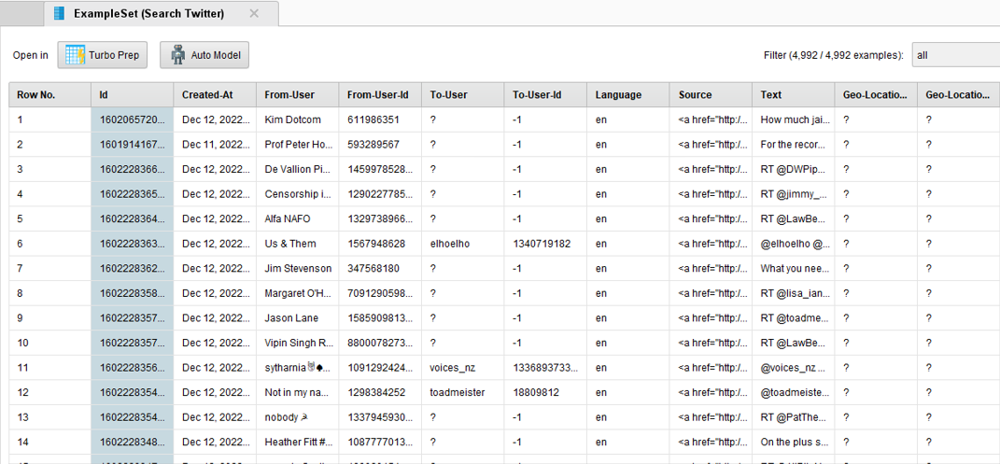 ExampleSet (Search Twitter)
Open in Turbo Prep Auto Model Filter (4,992 / 4,992 examples): all
Row No. Id Created-At From-User From-User-Id To-User To-User-Id Language Source Text Geo-Locatio... Geo-Locatio...
1 1602065720... Dec 12, 2022... Kim Dotcom 611986351 ? -1 en <a href="http:/... How much jai... ? ?
2 1601914167... Dec 11, 2022... Prof Peter Ho... 593289567 ? -1 en <a href="http:/... For the recor... ? ?
3 1602228366... Dec 12, 2022... De Vallion Pi... 1459978528... ? -1 en <a href="http:/... RT @DWPip... ? ?
4 1602228365... Dec 12, 2022... Censorship i... 1290227785... ? -1 en <a href="http:/... RT @jimmy_... ? ?
5 1602228364... Dec 12, 2022... Alfa NAFO 1329738966... ? -1 en <a href="http:/... RT @LawBe... ? ?
6 1602228363... Dec 12, 2022... Us & Them 1567948628 elhoelho 1340719182 en <a href="http:/... @elhoelho @... ? ?
7 1602228362... Dec 12, 2022... Jim Stevenson 347568180 ? -1 en <a href="http:/... What you nee... ? ?
8 1602228358... Dec 12, 2022... Margaret O'H... 7091290598... ? -1 en <a href="http:/... RT @lisa_ian... ? ?
9 1602228357... Dec 12, 2022... Jason Lane 1585909813... ? -1 en <a href="http:/... RT @toadme... ? ?
10 1602228357... Dec 12, 2022... Vipin Singh R... 8800078273... ? -1 en <a href="http:/... RT @LawBe... ? ?
11 1602228356... Dec 12, 2022... sytharnia🐺♠... 1091292424... voices_nz 1336893733... en <a href="http:/... @voices_nz ... ? ?
12 1602228354... Dec 12, 2022... Not in my na... 1298384252 toadmeister 18809812 en <a href="http:/... @toadmeiste... ? ?
13 1602228354... Dec 12, 2022... nobody ☭ 1337945930... ? -1 en <a href="http:/... RT @PatThe... ? ?
14 1602228348... Dec 12, 2022... Heather Fitt #... 1087777013... ? -1 en <a href="http:/... On the plus s... ? ?